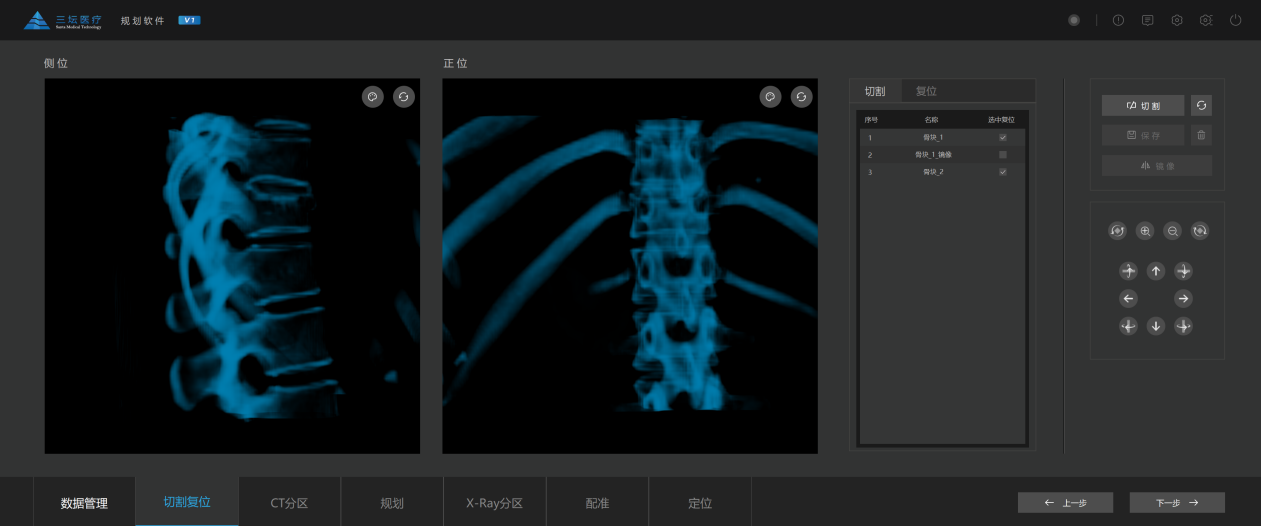 三坛医疗
Santa Medical Technology
规划软件 V1
侧位
正位
切割 复位
序号 名称 选中复位
1 骨块_1
2 骨块_1_镜像
3 骨块_2
切割
保存
镜像
数据管理 切割复位 CT分区 规划 X-Ray分区 配准 定位
← 上一步 下一步 →